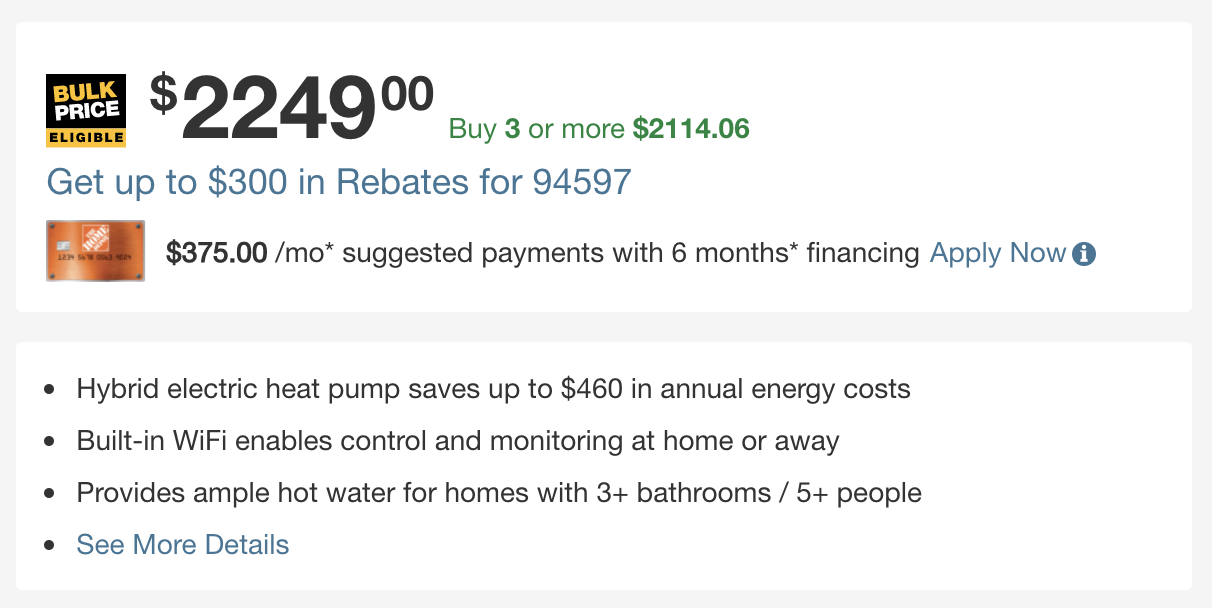 BULK
PRICE
ELIGIBLE
$224900
Buy 3 or more $2114.06
Get up to $300 in Rebates for 94597
THE HOME DEPOT
1234 5678 0063 9024
$375.00 /mo* suggested payments with 6 months* financing Apply Now
Hybrid electric heat pump saves up to $460 in annual energy costs
Built-in WiFi enables control and monitoring at home or away
Provides ample hot water for homes with 3+ bathrooms / 5+ people
See More Details